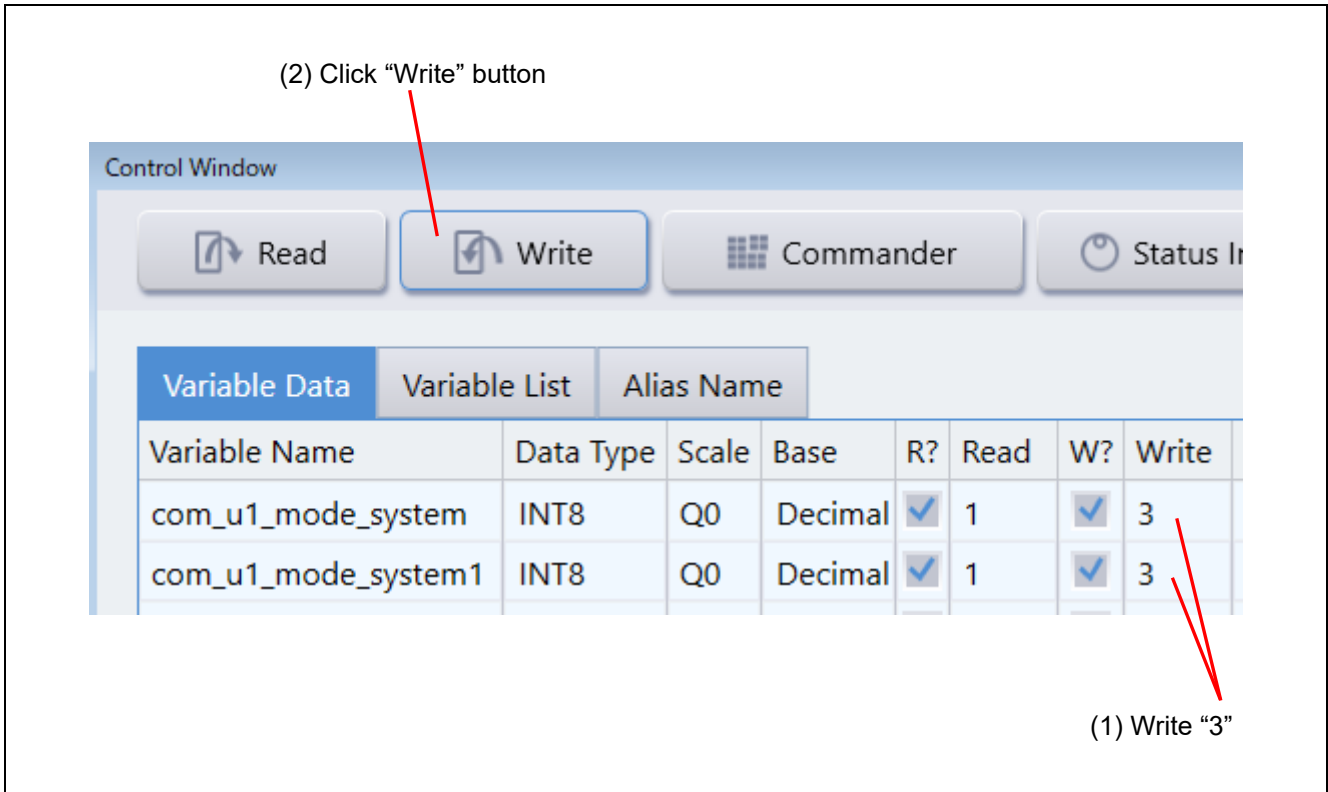 (2) Click “Write” button
Control Window
Read Write Commander Status
Variable Data Variable List Alias Name
Variable Name Data Type Scale Base R? Read W? Write
com_u1_mode_system INT8 Q0 Decimal 1 3
com_u1_mode_system1 INT8 Q0 Decimal 1 3
(1) Write “3”